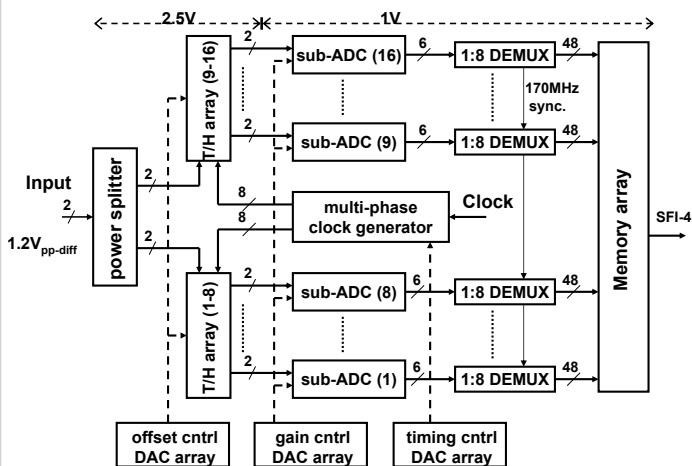 2.5V 1V
2 sub-ADC (16) 6 1:8 DEMUX 48
T/H array (9-16)
170MHz
sync.
2 sub-ADC (9) 6 1:8 DEMUX 48
Input
2
1.2Vpp-diff
power splitter
2
2
8
8
multi-phase
clock generator
Clock
Memory array
SFI-4
2 sub-ADC (8) 6 1:8 DEMUX 48
T/H array (1-8)
2 sub-ADC (1) 6 1:8 DEMUX 48
offset cntrl
DAC array
gain cntrl
DAC array
timing cntrl
DAC array